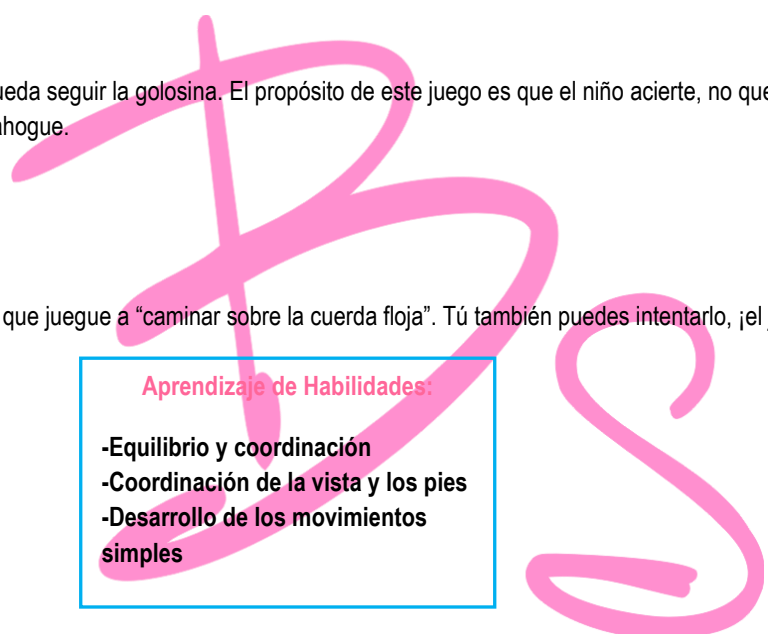 ueda seguir la golosina. El propósito de este juego es que el niño acierte, no que
ahogue.
que juegue a “caminar sobre la cuerda floja”. Tú también puedes intentarlo, ¡el
Aprendizaje de Habilidades:
-Equilibrio y coordinación
-Coordinación de la vista y los pies
-Desarrollo de los movimientos
simples
BS